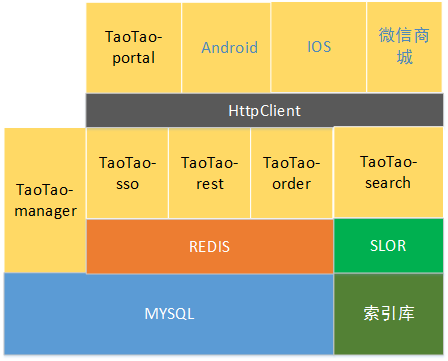 TaoTao-
portal
Android
IOS
微信商
城
HttpClient
TaoTao-
manager
TaoTao-
sso
TaoTao-
rest
TaoTao-
order
TaoTao-
search
REDIS
SLOR
MYSQL
索引库